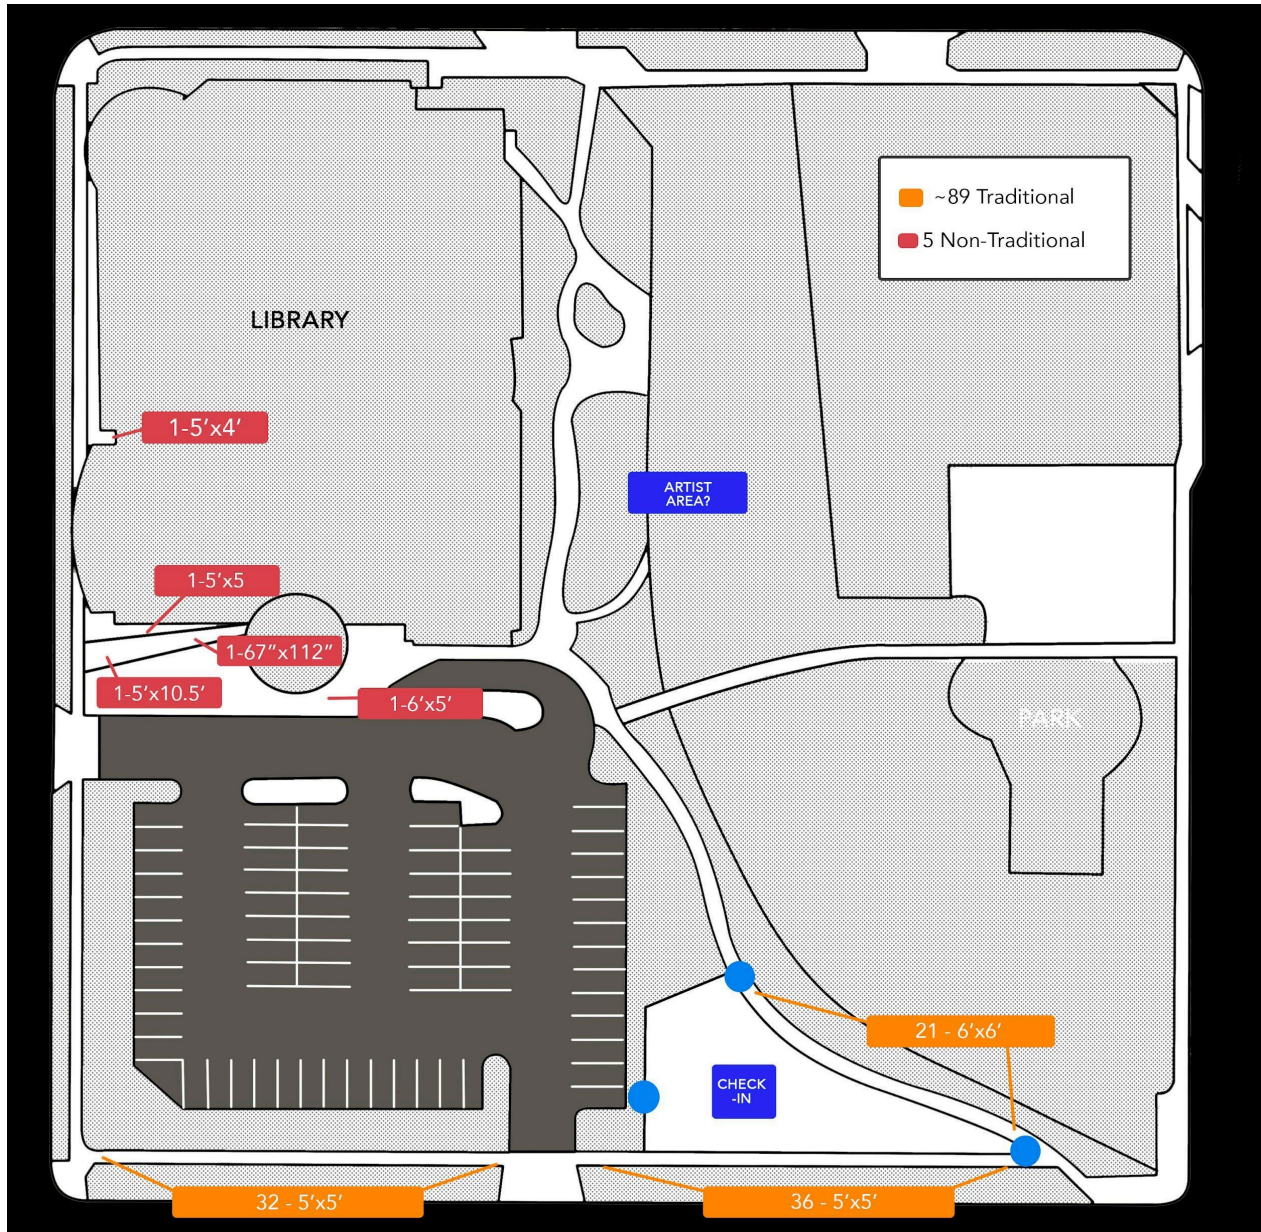 ~89 Traditional
5 Non-Traditional
LIBRARY
1-5’x4’
ARTIST
AREA?
1-5’x5
1-67”x112”
1-5’x10.5’
1-6’x5’
PARK
21 - 6’x6’
CHECK
-IN
32 - 5’x5’
36 - 5’x5’